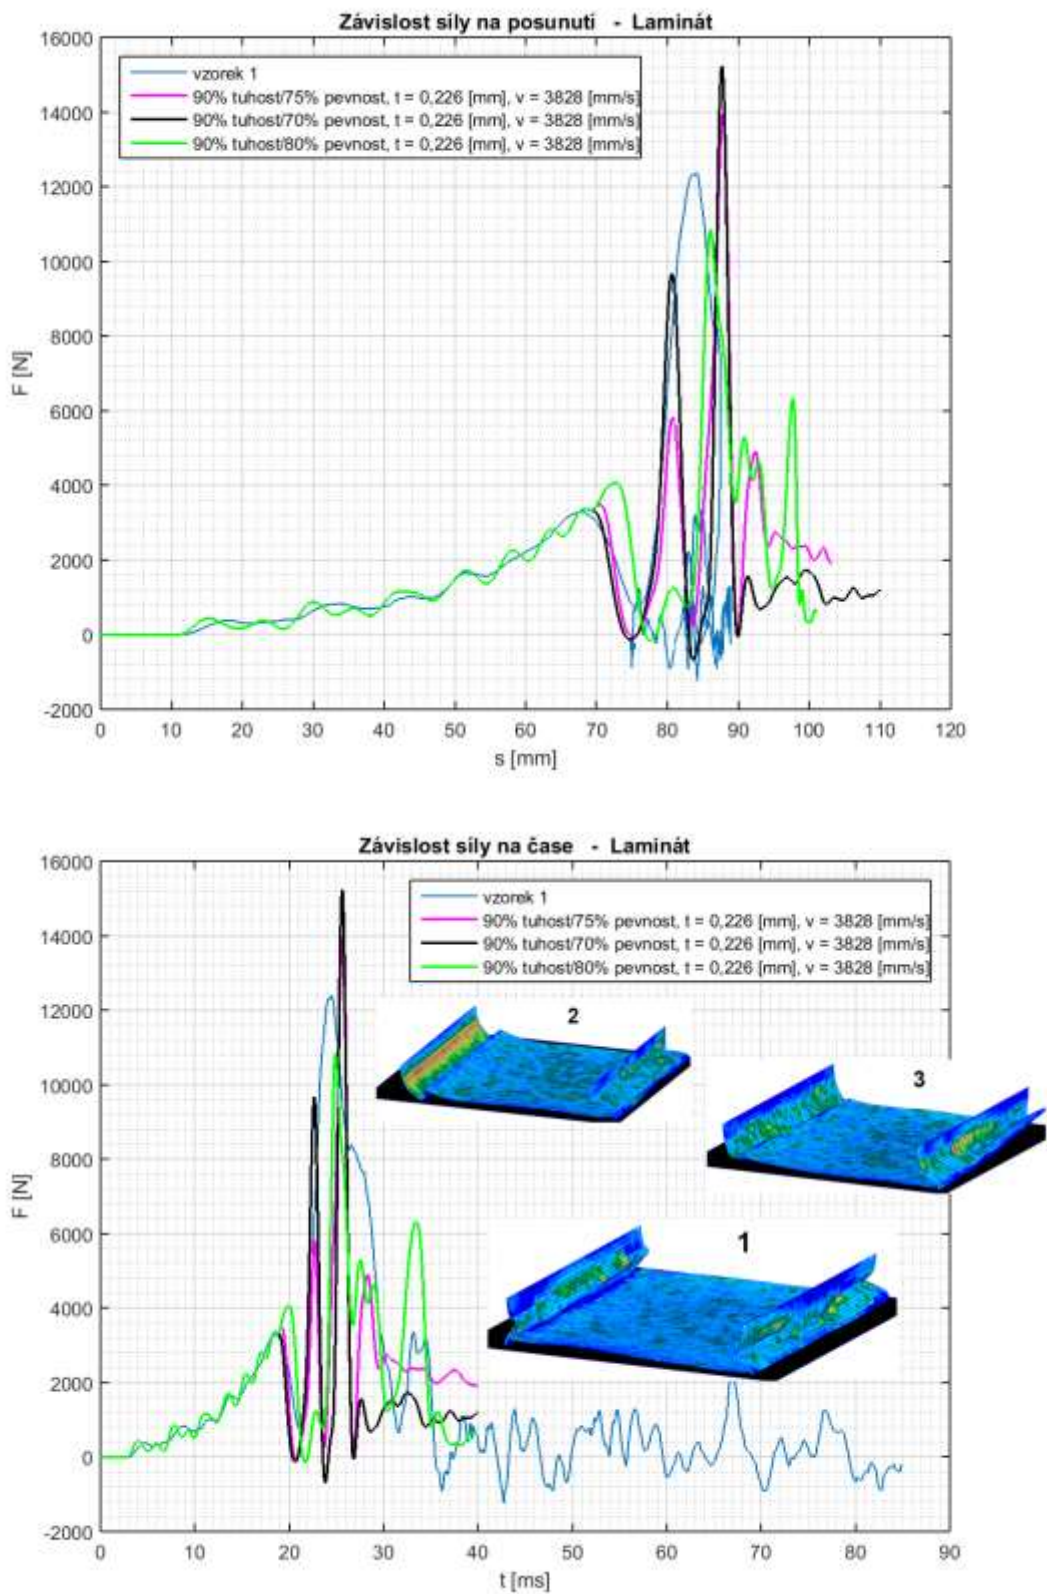 Závislost síly na posunutí - Laminát
16000
14000
12000
10000
8000
6000
4000
2000
0
-2000
F [N]
vzorek 1
90% tuhost/75% pevnost, t = 0,226 [mm], v = 3828 [mm/s]
90% tuhost/70% pevnost, t = 0,226 [mm], v = 3828 [mm/s]
90% tuhost/80% pevnost, t = 0,226 [mm], v = 3828 [mm/s]
0 10 20 30 40 50 60 70 80 90 100 110 120
s [mm]
Závislost síly na čase - Laminát
16000
14000
12000
10000
8000
6000
4000
2000
0
-2000
F [N]
vzorek 1
90% tuhost/75% pevnost, t = 0,226 [mm], v = 3828 [mm/s]
90% tuhost/70% pevnost, t = 0,226 [mm], v = 3828 [mm/s]
90% tuhost/80% pevnost, t = 0,226 [mm], v = 3828 [mm/s]
2
3
1
0 10 20 30 40 50 60 70 80 90
t [ms]